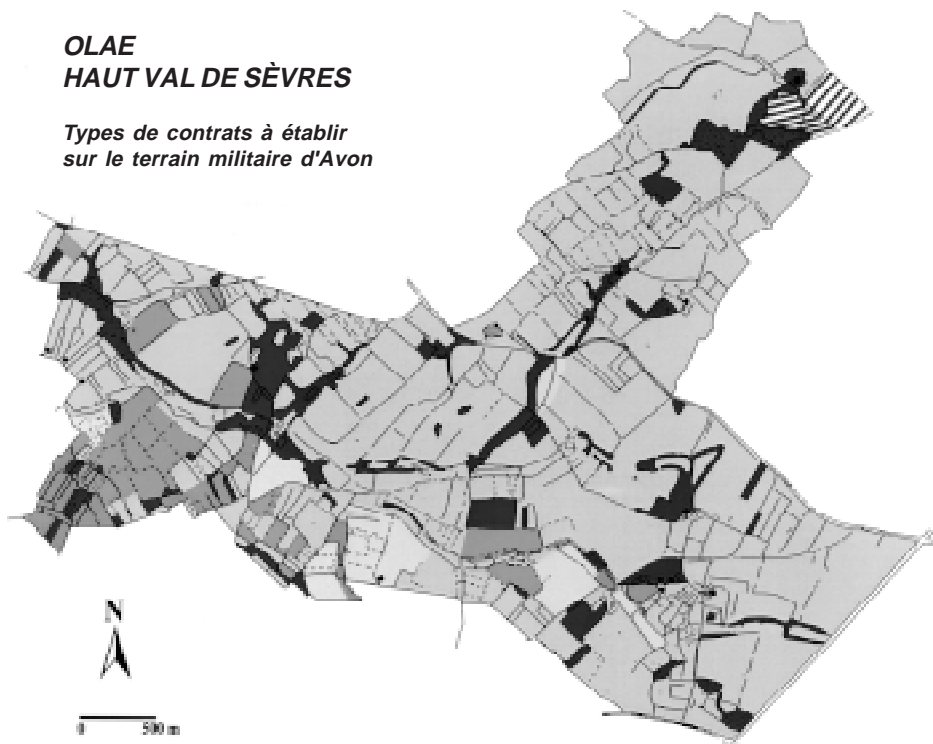 OLAE
HAUT VAL DE SÈVRES
Types de contrats à établir
sur le terrain militaire d'Avon
N
0 500 m